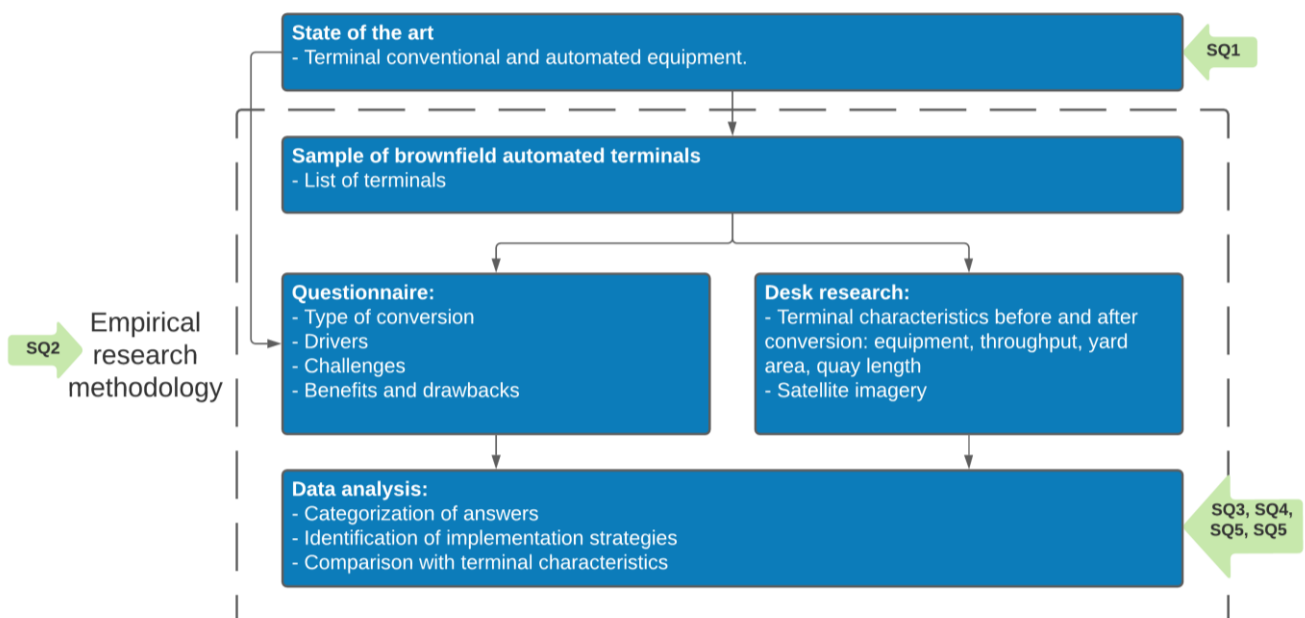 State of the art
- Terminal conventional and automated equipment.
SQ1
Sample of brownfield automated terminals
- List of terminals
Questionnaire:
- Type of conversion
- Drivers
- Challenges
- Benefits and drawbacks
Desk research:
- Terminal characteristics before and after
conversion: equipment, throughput, yard
area, quay length
- Satellite imagery
SQ2
Empirical
research
methodology
Data analysis:
- Categorization of answers
- Identification of implementation strategies
- Comparison with terminal characteristics
SQ3, SQ4,
SQ5, SQ5